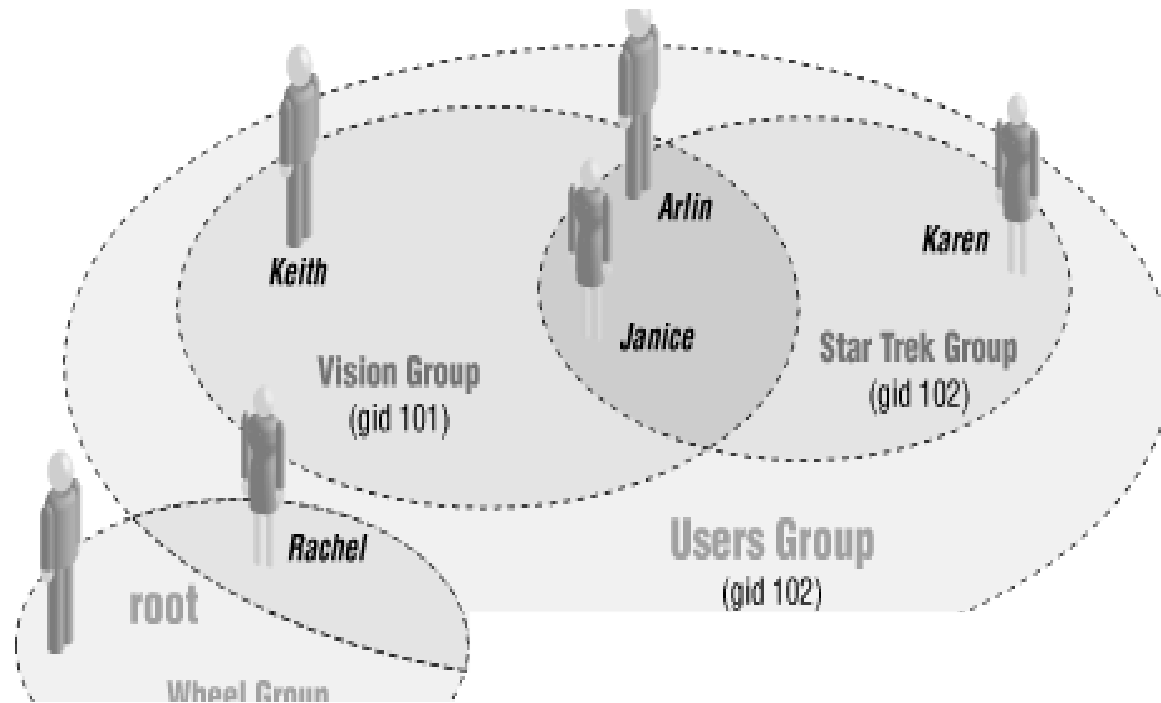 Arlin
Karen
Keith
Janice
Star Trek Group
(gid 102)
Vision Group
(gid 101)
Users Group
(gid 102)
Rachel
root
Wheel Group